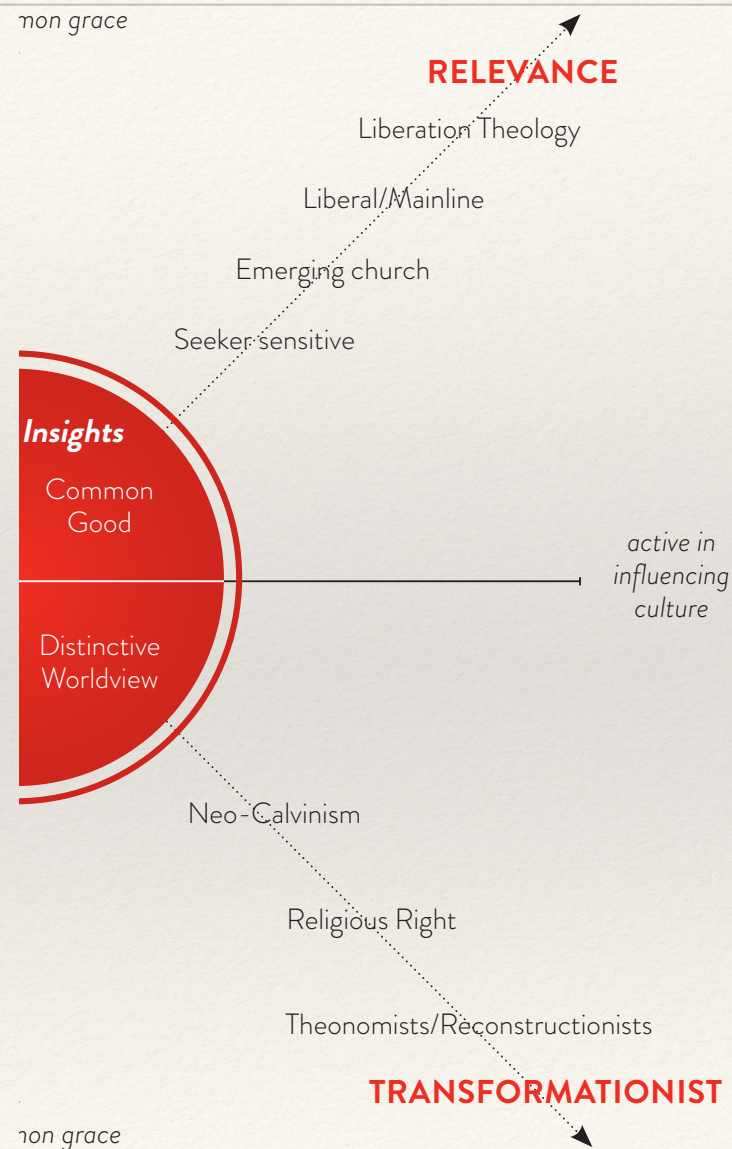 mon grace
RELEVANCE
Liberation Theology
Liberal/Mainline
Emerging church
Seeker sensitive
Insights
Common
Good
active in
influencing
culture
Distinctive
Worldview
Neo-Calvinism
Religious Right
Theonomists/Reconstructionists
TRANSFORMATIONIST
non grace